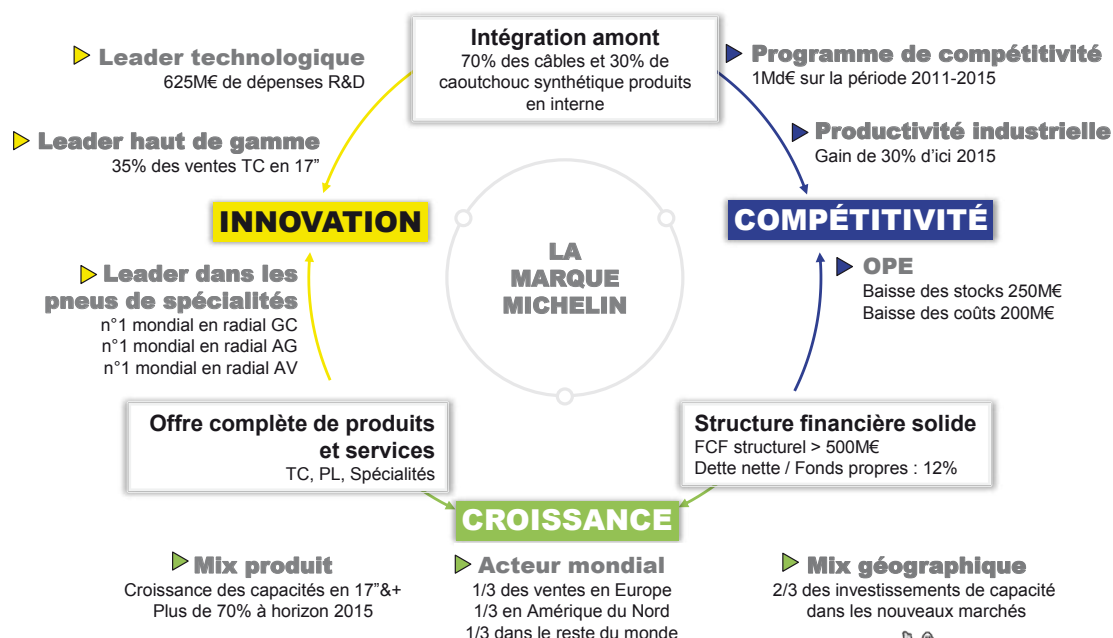 Intégration amont
70% des câbles et 30% de
caoutchouc synthétique produits
en interne
Leader technologique
625M€ de dépenses R&D
Leader haut de gamme
35% des ventes TC en 17”
INNOVATION
Leader dans les
pneus de spécialités
n°1 mondial en radial GC
n°1 mondial en radial AG
n°1 mondial en radial AV
LA
MARQUE
MICHELIN
Programme de compétitivité
1Md€ sur la période 2011-2015
Productivité industrielle
Gain de 30% d’ici 2015
COMPÉTITIVITÉ
OPE
Baisse des stocks 250M€
Baisse des coûts 200M€
Offre complète de produits
et services
TC, PL, Spécialités
Structure financière solide
FCF structurel > 500M€
Dette nette / Fonds propres : 12%
CROISSANCE
Mix produit
Croissance des capacités en 17”&+
Plus de 70% à horizon 2015
Acteur mondial
1/3 des ventes en Europe
1/3 en Amérique du Nord
1/3 dans le reste du monde
Mix géographique
2/3 des investissements de capacité
dans les nouveaux marchés